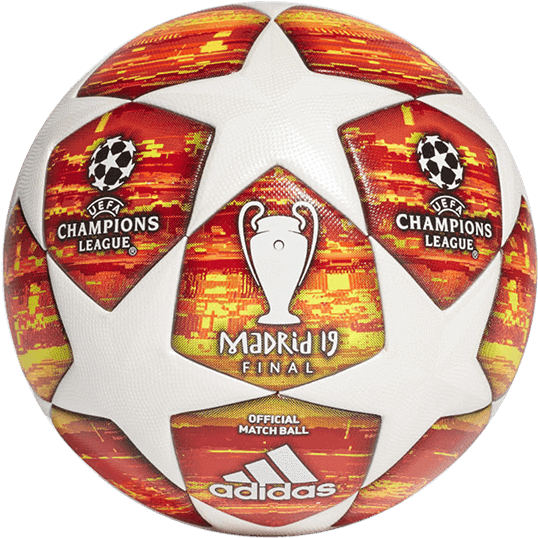 UEFA
CHAMPIONS
LEAGUE®
UEFA
CHAMPIONS
LEAGUE®
MADRID 19
FINAL
OFFICIAL
MATCH BALL
adidas